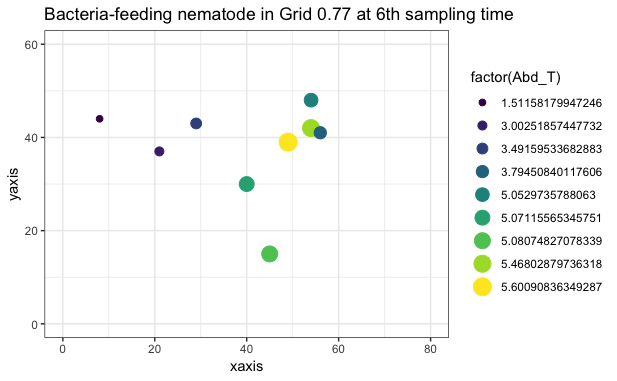 Bacteria-feeding nematode in Grid 0.77 at 6th sampling time
60
40
20
0
yaxis
0 20 40 60 80
xaxis
factor(Abd_T)
1.51158179947246
3.00251857447732
3.49159533682883
3.79450840117606
5.0529735788063
5.07115565345751
5.08074827078339
5.46802879736318
5.60090836349287